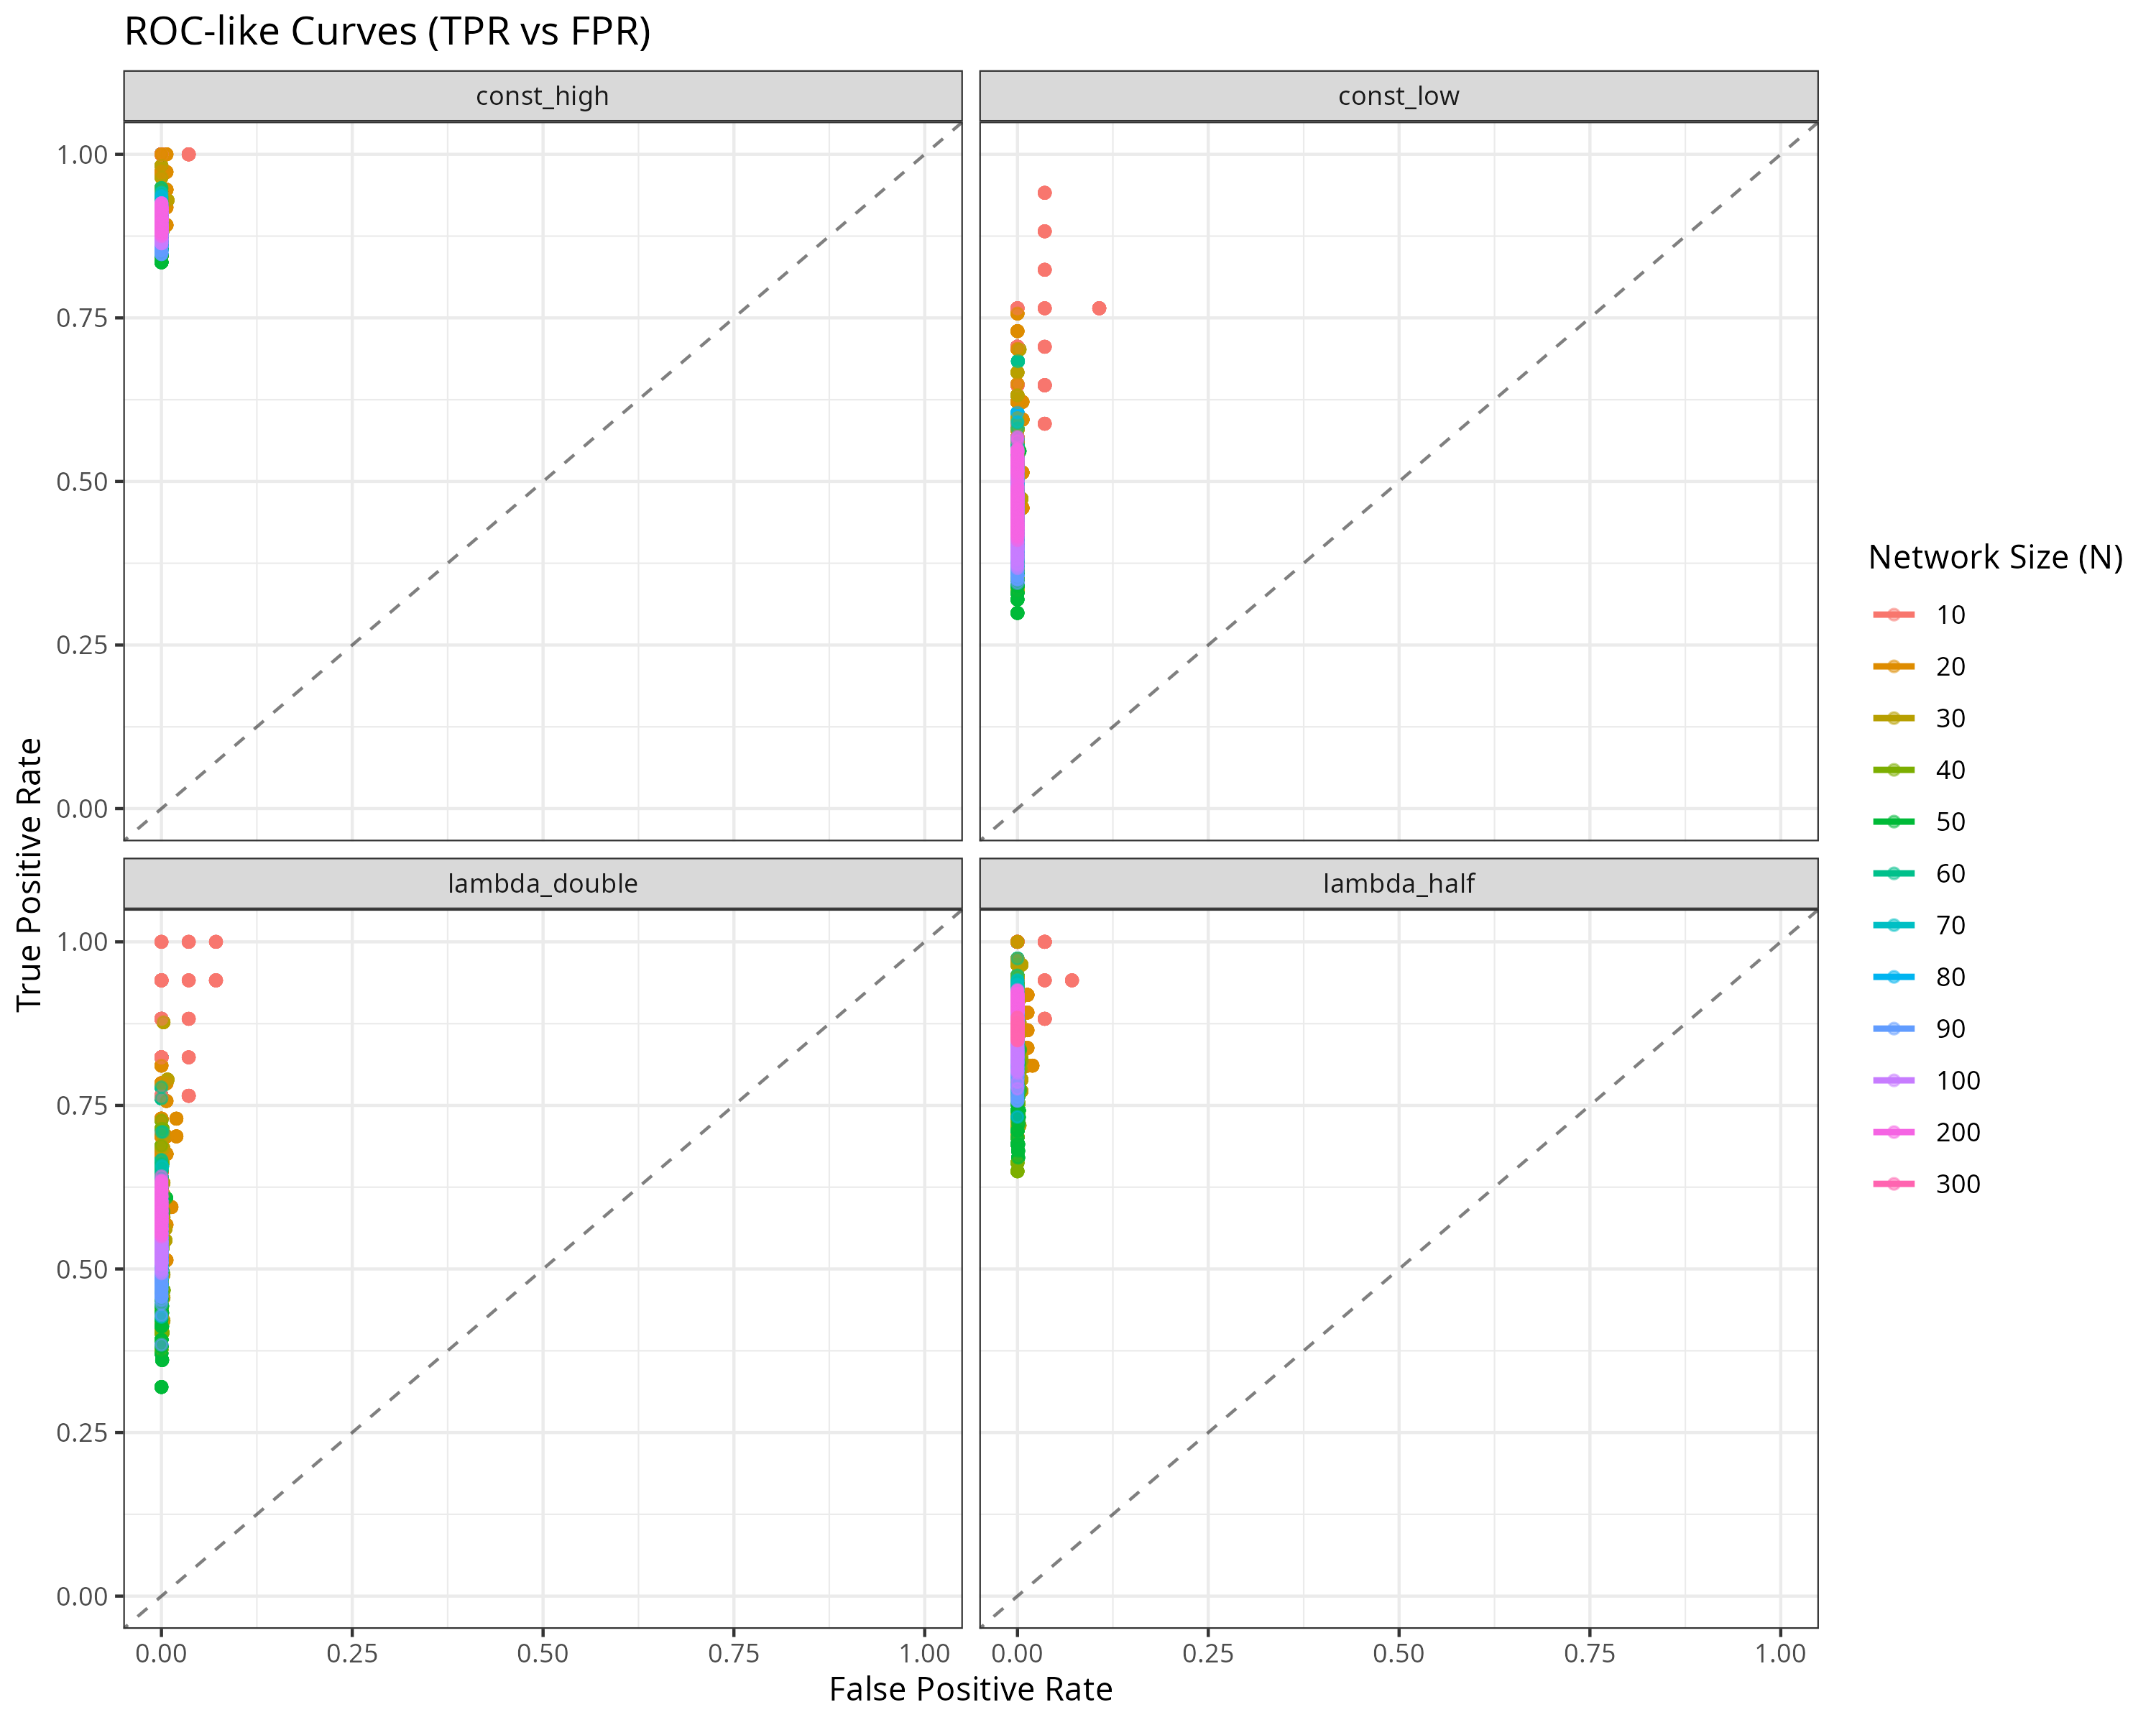 ROC-like Curves (TPR vs FPR)
const_high
const_low
1.00
0.75
0.50
0.25
0.00
lambda_double
lambda_half
1.00
0.75
0.50
0.25
0.00
0.00 0.25 0.50 0.75 1.00
0.00 0.25 0.50 0.75 1.00
False Positive Rate
True Positive Rate
Network Size (N)
10
20
30
40
50
60
70
80
90
100
200
300